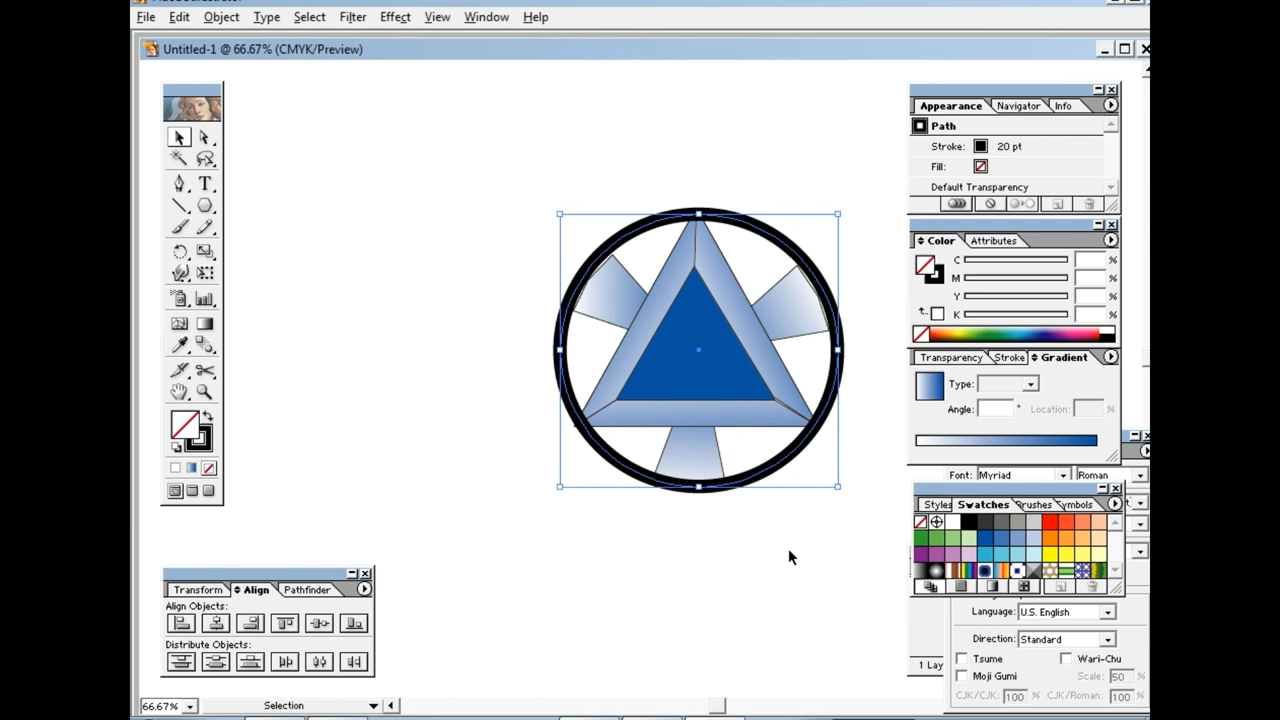 File Edit Object Type Select Filter Effect View Window Help
Untitled-1 @ 66.67% (CMYK/Preview)
Appearance Navigator Info
Path
Stroke: 20 pt
Fill:
Default Transparency
Color Attributes
C %
M %
Y %
K %
Transparency Stroke Gradient
Type:
Angle: ° Location: %
Font: Myriad Roman
Styles Swatches Brushes Symbols
T
Transform Align Pathfinder
Align Objects:
Distribute Objects:
Language: U.S. English
Direction: Standard
Tsume Wari-Chu
Moji Gumi Scale: 50 %
CJK/CJK: 100 % CJK/Roman: 100 %
1 Lay
66.67% Selection